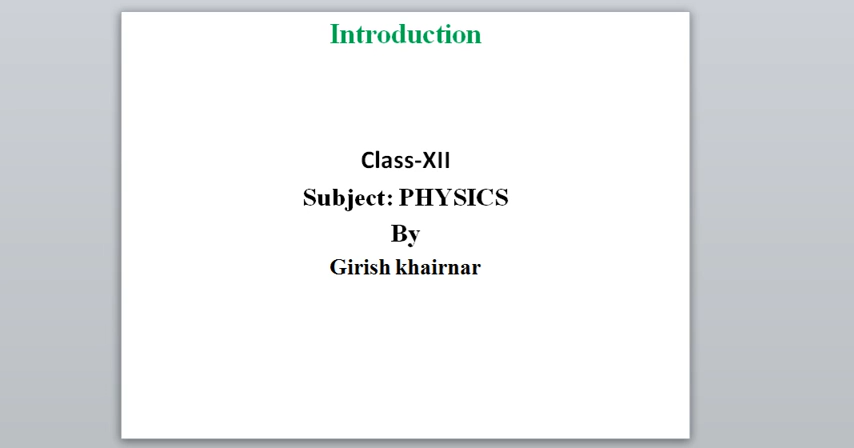 Introduction
Class-XII
Subject: PHYSICS
By
Girish khairnar